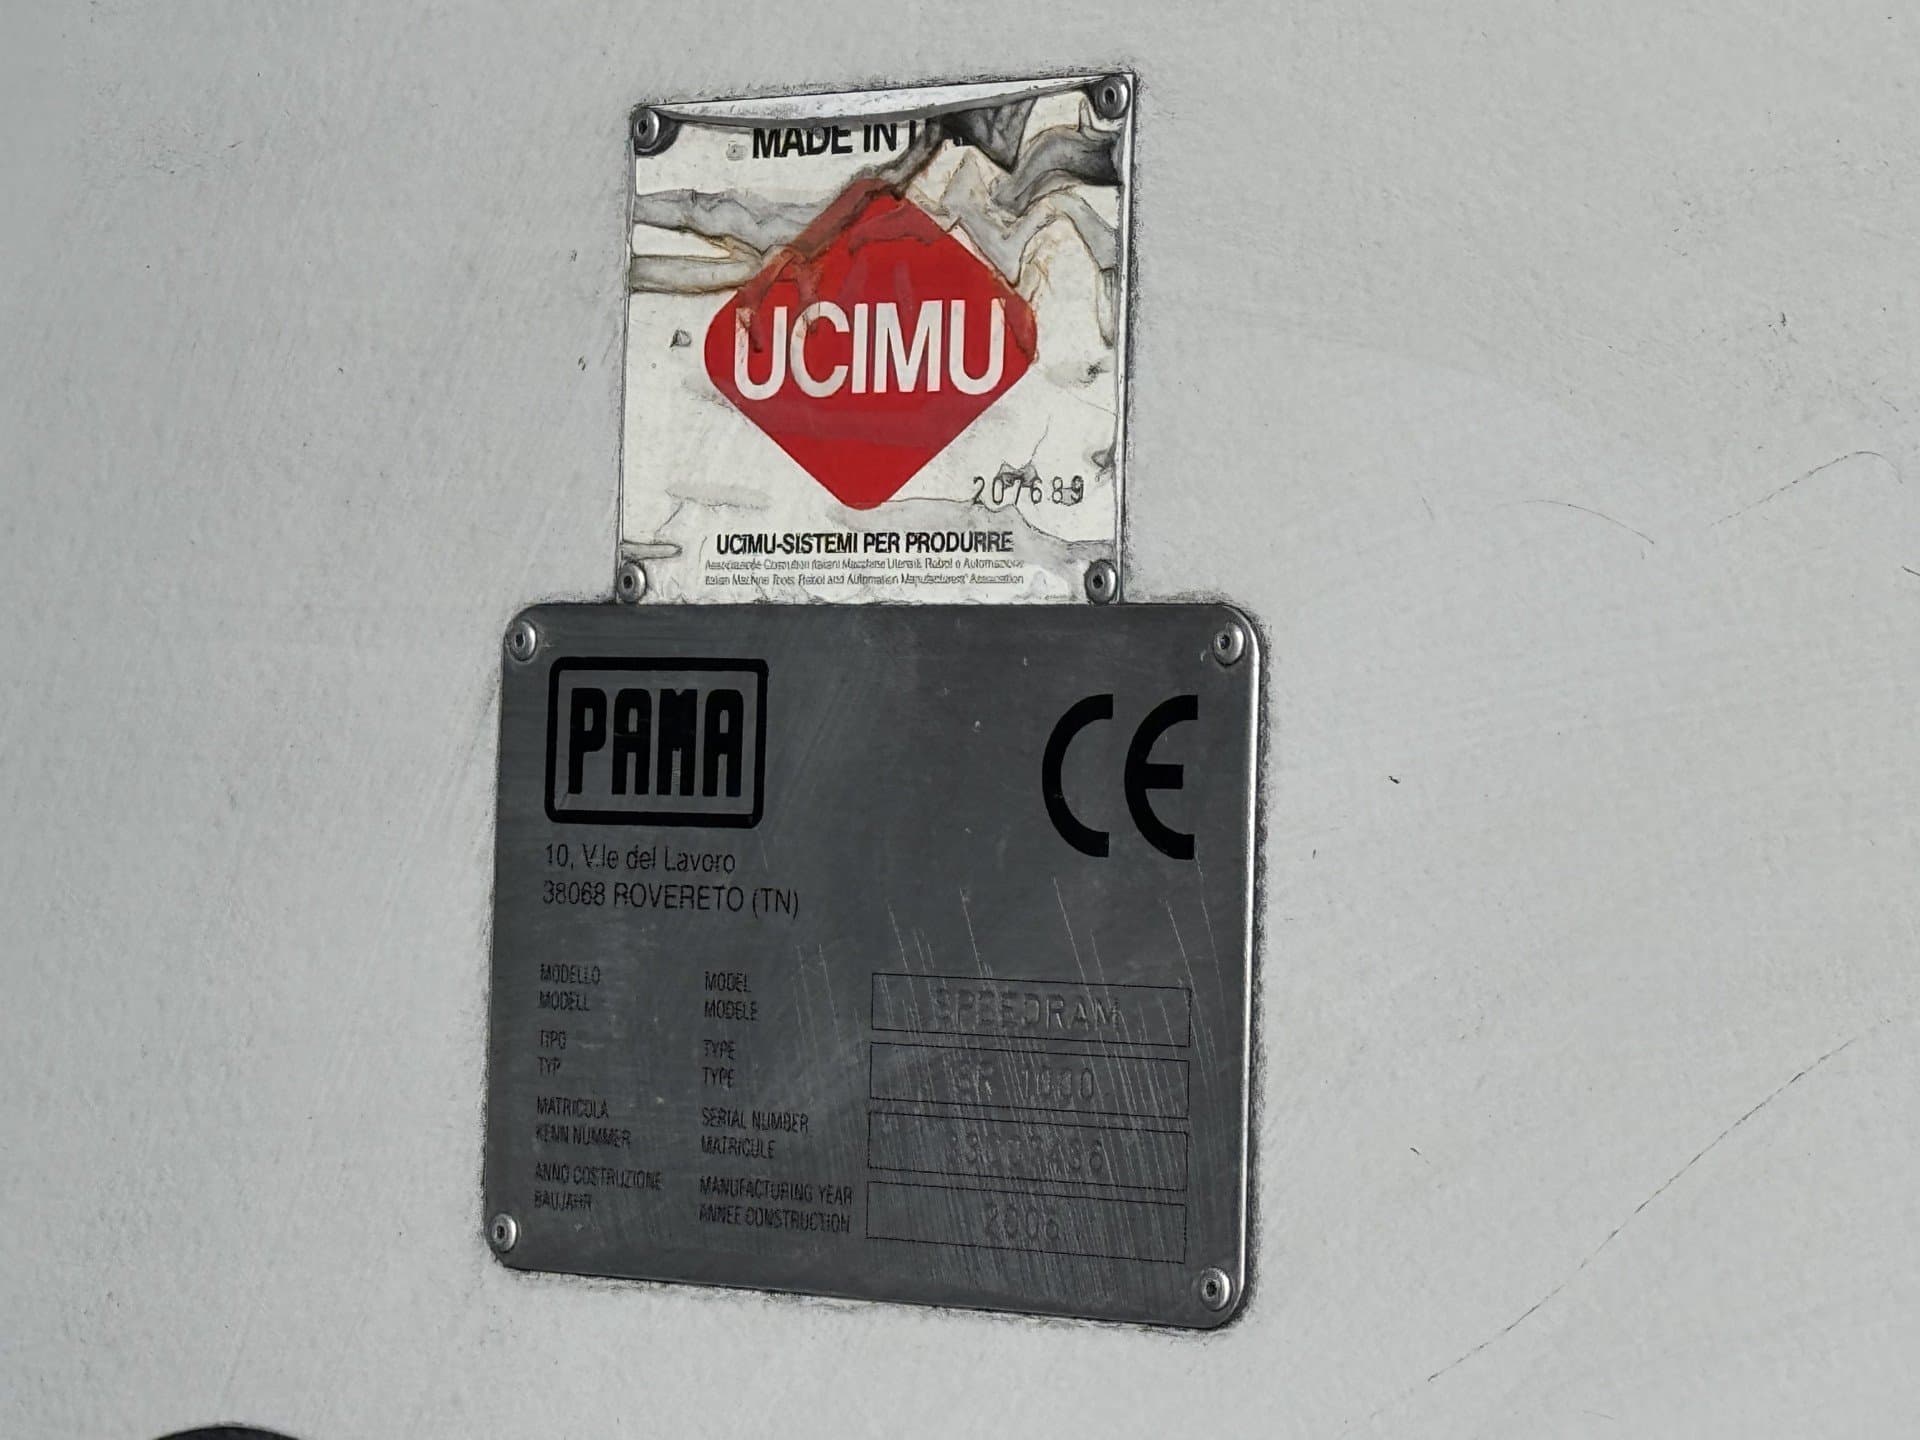 MADE IN
UCIMU
207689
UCIMU-SISTEMI PER PRODURRE
PAMA
CE
10, V.le del Lavoro
38068 ROVERETO (TN)
MODELLO MODEL SPEEDRAM
MODELL MODELE
TIPO TYPE 1000
TYP TYPE
MATRICOLA SERIAL NUMBER
KENN NUMMER MATRICULE
ANNO COSTRUZIONE MANUFACTURING YEAR 2006
BAUJAHR ANNEE CONSTRUCTION